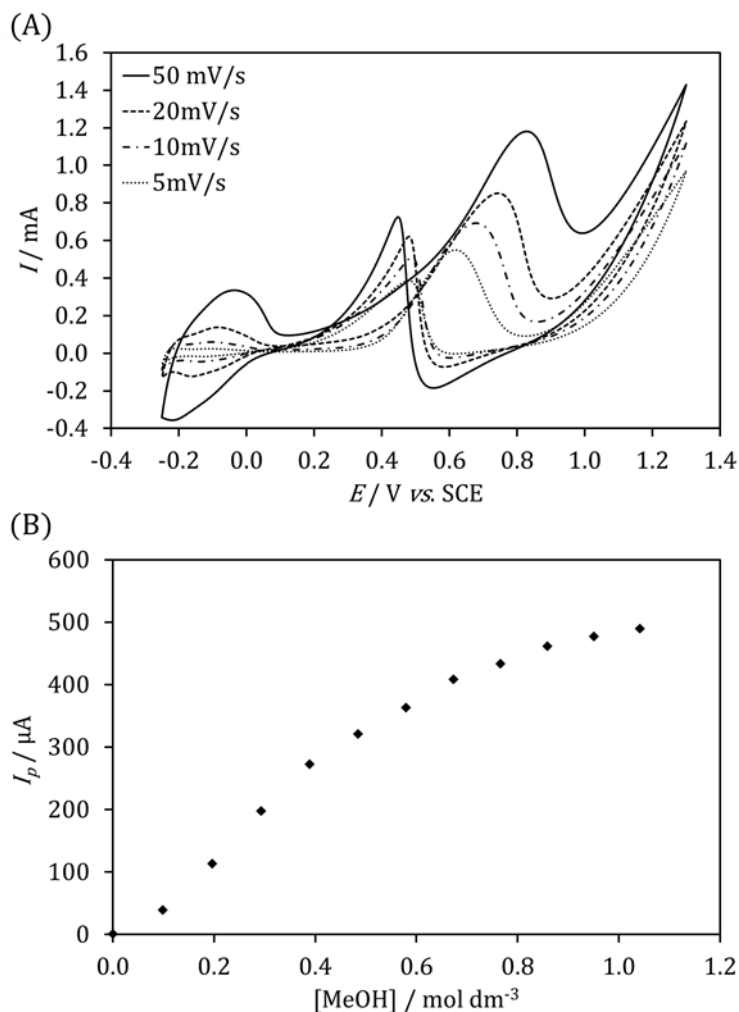 (A)
1.6
1.4
1.2
1.0
0.8
0.6
0.4
0.2
0.0
-0.2
-0.4
I / mA
50 mV/s
20mV/s
10mV/s
5mV/s
-0.4 -0.2 0.0 0.2 0.4 0.6 0.8 1.0 1.2 1.4
E / V vs. SCE
(B)
600
500
400
300
200
100
0
Ip / µA
0.0 0.2 0.4 0.6 0.8 1.0 1.2
[MeOH] / mol dm-3